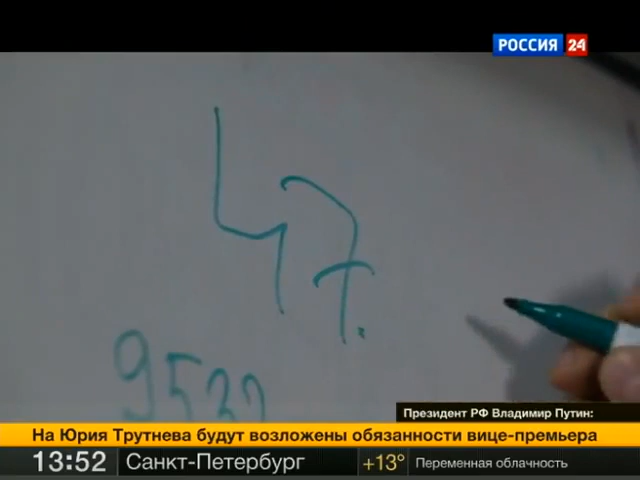 РОССИЯ 24
47.
Президент РФ Владимир Путин:
На Юрия Трутнева будут возложены обязанности вице-премьера
13:52 Санкт-Петербург +13° Переменная облачность